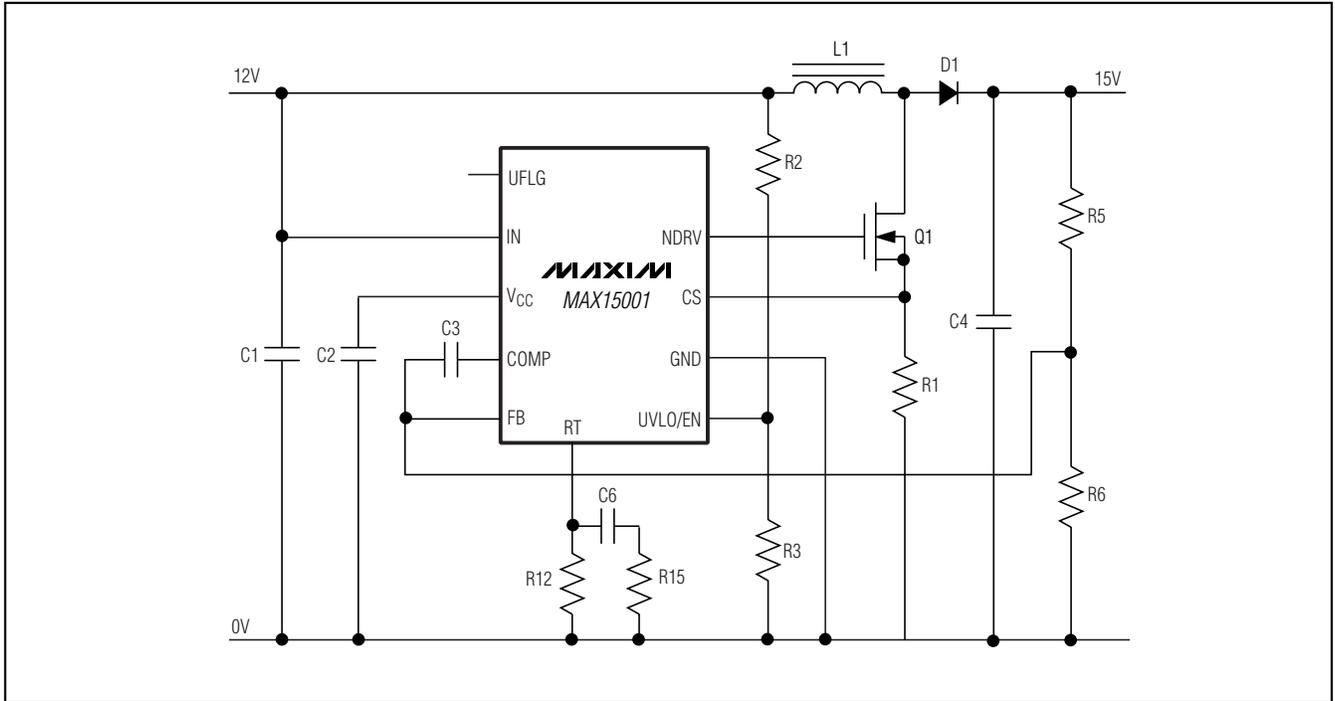 L1
D1
12V
15V
R2
UFLG
R5
IN
NDRV
Q1
MAXIM
VCC
MAX15001
CS
C4
C3
C1
C2
COMP
GND
R1
FB
RT
UVLO/EN
C6
R6
R3
R12
R15
0V